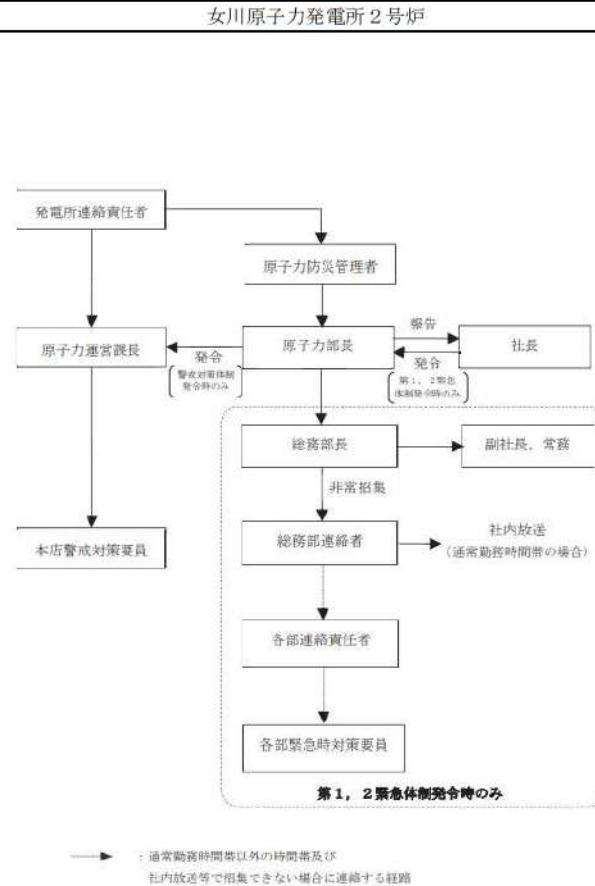 女川原子力発電所２号炉
発電所連絡責任者
原子力防災管理者
原子力運営課長
発令
警戒対策体制
発令時のみ
原子力部長
報告
発令
第１，２緊急
体制発令時のみ
社長
総務部長
副社長，常務
非常招集
本店警戒対策要員
総務部連絡者
社内放送
（通常勤務時間帯の場合）
各部連絡責任者
各部緊急時対策要員
第１，２緊急体制発令時のみ
：通常勤務時間帯以外の時間帯及び
社内放送等で招集できない場合に連絡する経路